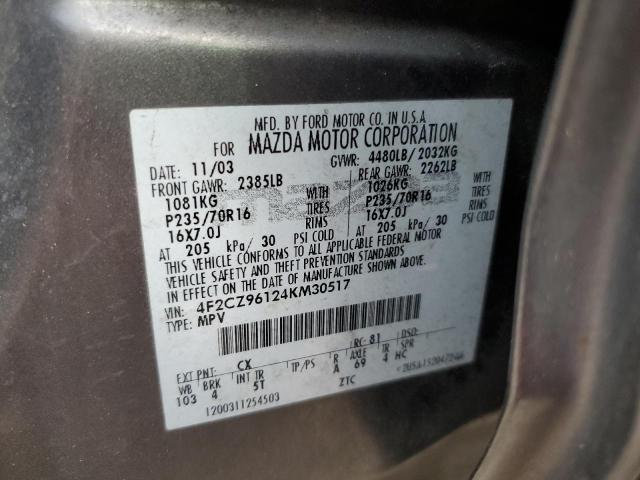 MFD. BY FORD MOTOR CO. IN U.S.A.
FOR MAZDA MOTOR CORPORATION
DATE: 11/03 GVWR: 4480LB/ 2032KG
FRONT GAWR: 2385LB REAR GAWR: 2262LB
1081KG WITH 1026KG WITH
P235/70R16 TIRES P235/70R16 TIRES
16X7.0J RIMS 16X7.0J RIMS
AT 205 kPa/ 30 PSI COLD AT 205 kPa/ 30 PSI COLD
THIS VEHICLE CONFORMS TO ALL APPLICABLE FEDERAL MOTOR
VEHICLE SAFETY AND THEFT PREVENTION STANDARDS
IN EFFECT ON THE DATE OF MANUFACTURE SHOWN ABOVE.
VIN: 4F2CZ96124KM30517
TYPE: MPV
EXT PNT: CX RC: 81 DSO:
WB BRK INT TR TP/PS R AXLE TR SPR
103 4 5T A 69 4 HC
ZTC
1200311254503